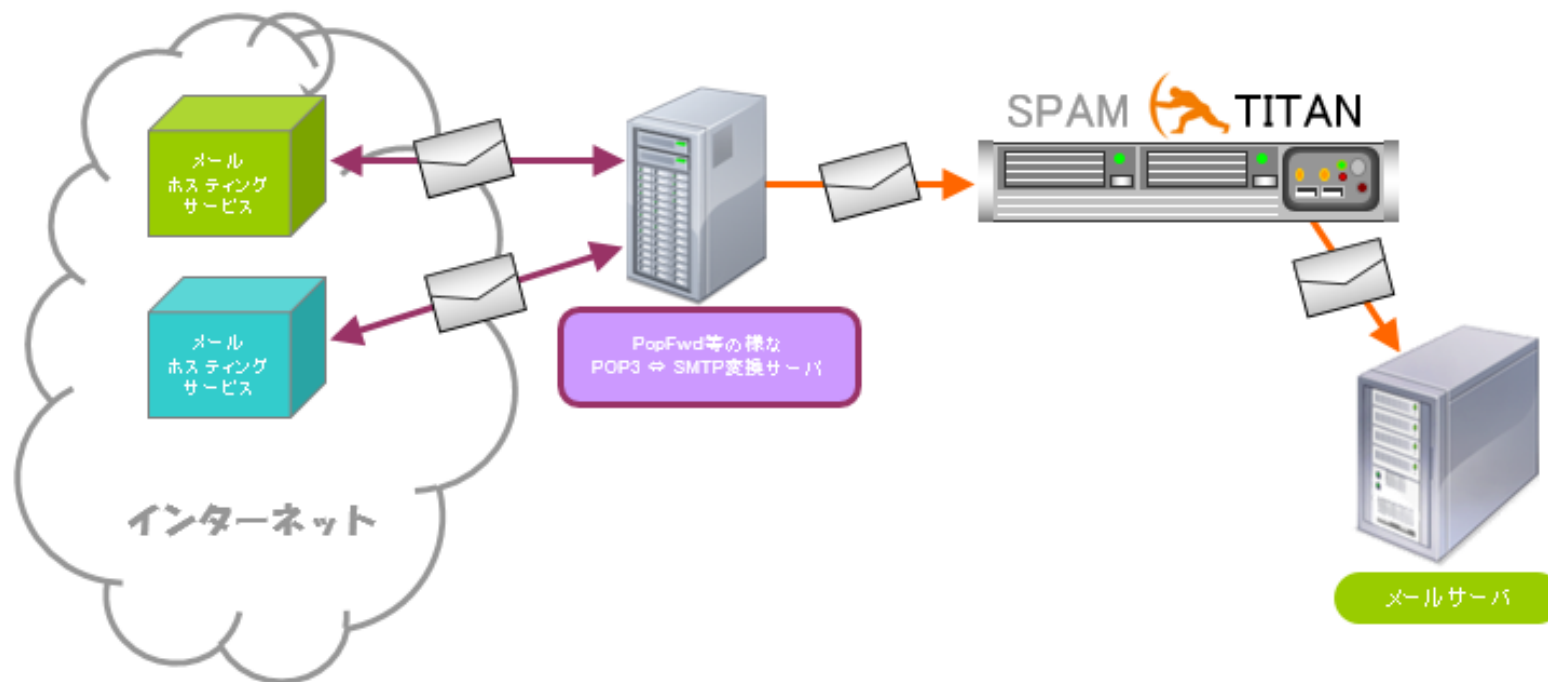 メール
ホスティング
サービス
SPAM TITAN
メール
ホスティング
サービス
PopFwd等の様な
POP3 ⇔ SMTP変換サーバ
インターネット
メールサーバ